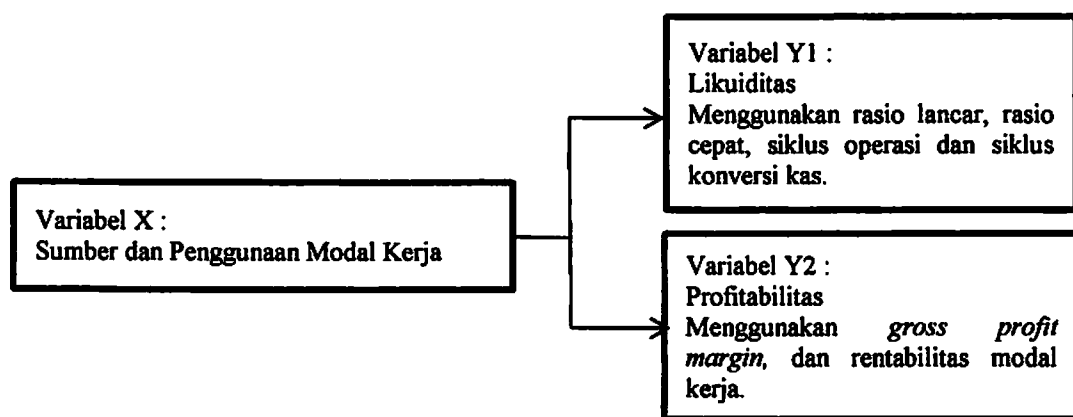 Variabel Y1 :
Likuiditas
Menggunakan rasio lancar, rasio
cepat, siklus operasi dan siklus
konversi kas.
Variabel X :
Sumber dan Penggunaan Modal Kerja
Variabel Y2 :
Profitabilitas
Menggunakan gross profit
margin, dan rentabilitas modal
kerja.